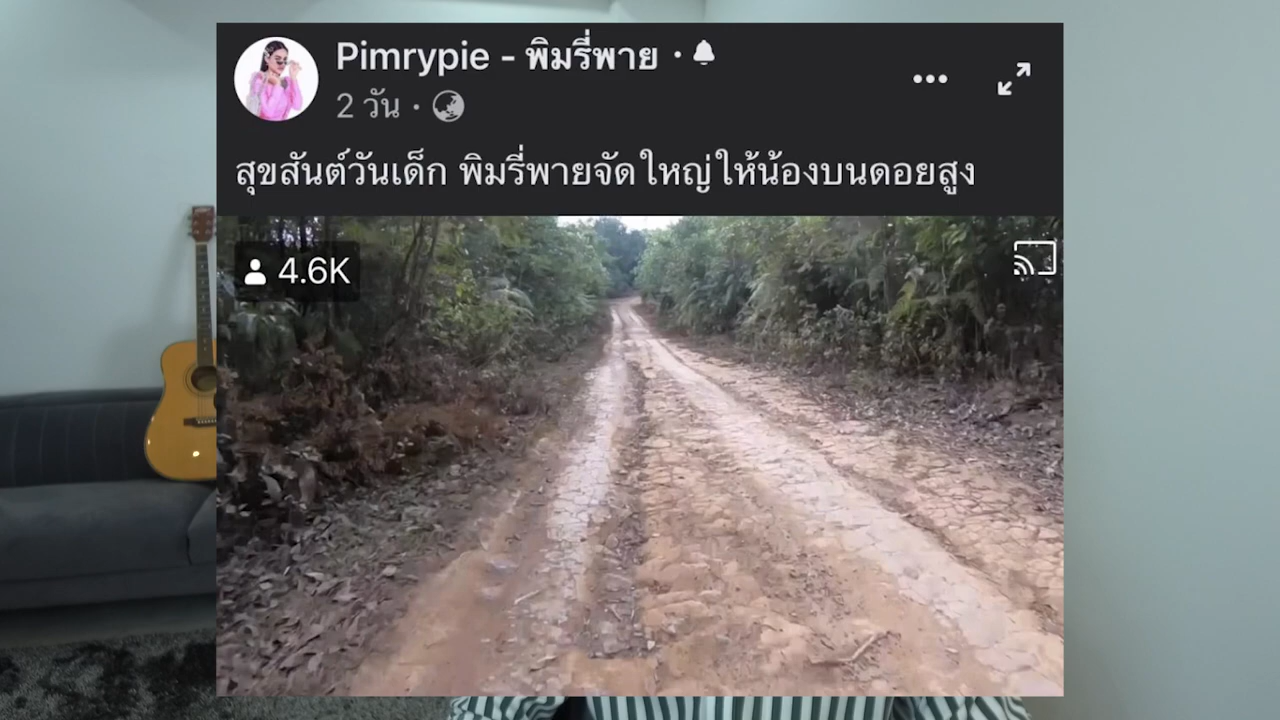 Pimrypie - พิมรี่พาย ·
2 วัน ·
สุขสันต์วันเด็ก พิมรี่พายจัดใหญ่ให้น้องบนดอยสูง
4.6K